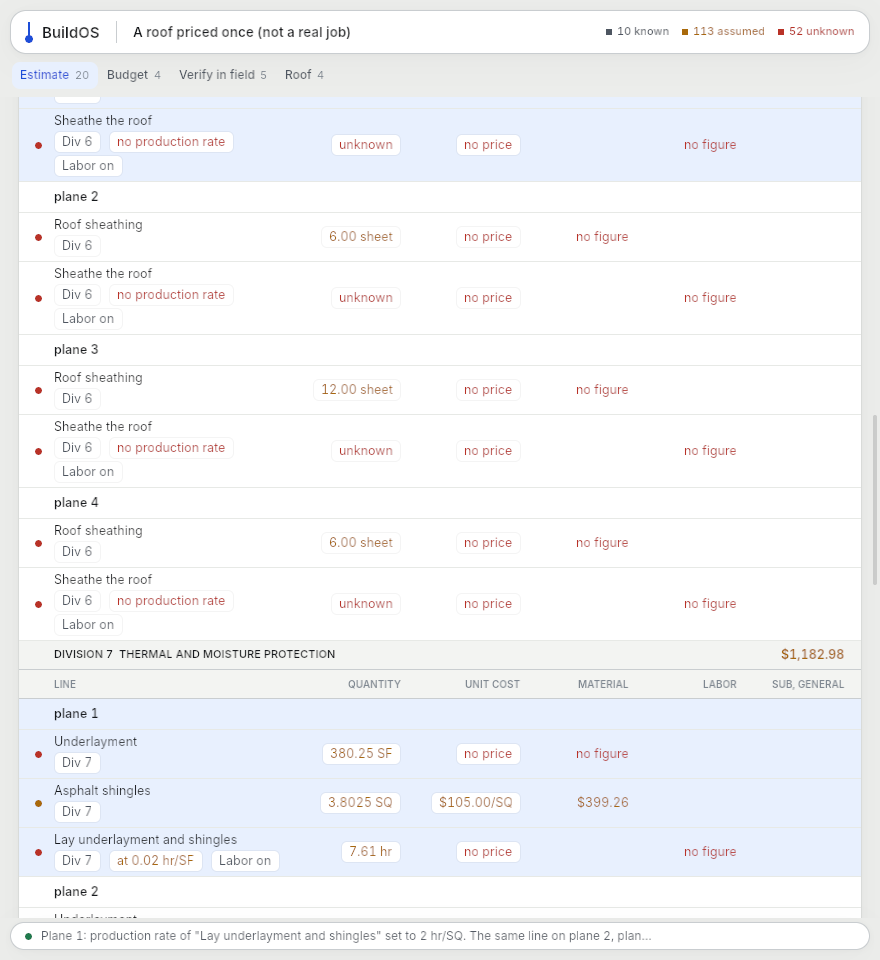 BuildOS A roof priced once (not a real job) 10 known 113 assumed 52 unknown
Estimate 20 Budget 4 Verify in field 5 Roof 4
Sheathe the roof
Div 6 no production rate unknown no price no figure
Labor on
plane 2
Roof sheathing
Div 6 6.00 sheet no price no figure
Sheathe the roof
Div 6 no production rate unknown no price no figure
Labor on
plane 3
Roof sheathing
Div 6 12.00 sheet no price no figure
Sheathe the roof
Div 6 no production rate unknown no price no figure
Labor on
plane 4
Roof sheathing
Div 6 6.00 sheet no price no figure
Sheathe the roof
Div 6 no production rate unknown no price no figure
Labor on
DIVISION 7 THERMAL AND MOISTURE PROTECTION $1,182.98
LINE QUANTITY UNIT COST MATERIAL LABOR SUB, GENERAL
plane 1
Underlayment
Div 7 380.25 SF no price no figure
Asphalt shingles
Div 7 3.8025 SQ $105.00/SQ $399.26
Lay underlayment and shingles
Div 7 at 0.02 hr/SF Labor on 7.61 hr no price no figure
plane 2
Plane 1: production rate of "Lay underlayment and shingles" set to 2 hr/SQ. The same line on plane 2, plan...